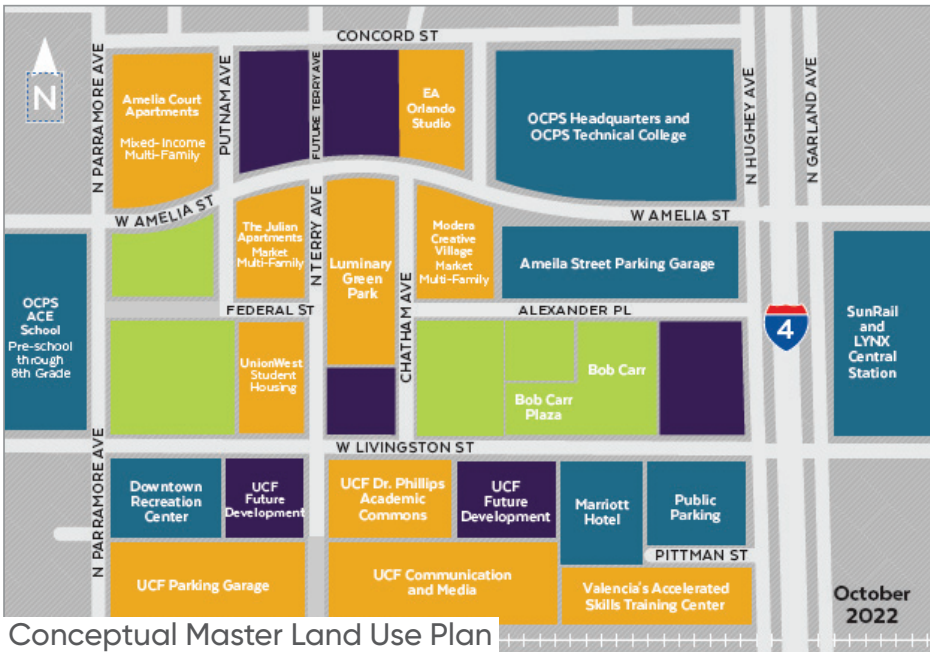 CONCORD ST
N PARRAMORE AVE
PUTNAM AVE
FUTURE TERRY AVE
N HUGHEY AVE
N GARLAND AVE
N
Amelia Court
Apartments
Mixed-Income
Multi-Family
EA
Orlando
Studio
OCPS Headquarters and
OCPS Technical College
W AMELIA ST
W AMELIA ST
The Julian
Apartments
Market
Multi-Family
N TERRY AVE
Luminary
Green
Park
CHATHAM AVE
Modera
Creative
Village
Market
Multi-Family
Ameila Street Parking Garage
OCPS
ACE
School
Pre-school
through
8th Grade
FEDERAL ST
ALEXANDER PL
4
SunRail
and
LYNX
Central
Station
UnionWest
Student
Housing
Bob Carr
Bob Carr
Plaza
W LIVINGSTON ST
N PARRAMORE AVE
Downtown
Recreation
Center
UCF
Future
Development
UCF Dr. Phillips
Academic
Commons
UCF
Future
Development
Marriott
Hotel
Public
Parking
PITTMAN ST
UCF Parking Garage
UCF Communication
and Media
Valencia's Accelerated
Skills Training Center
October
2022
Conceptual Master Land Use Plan